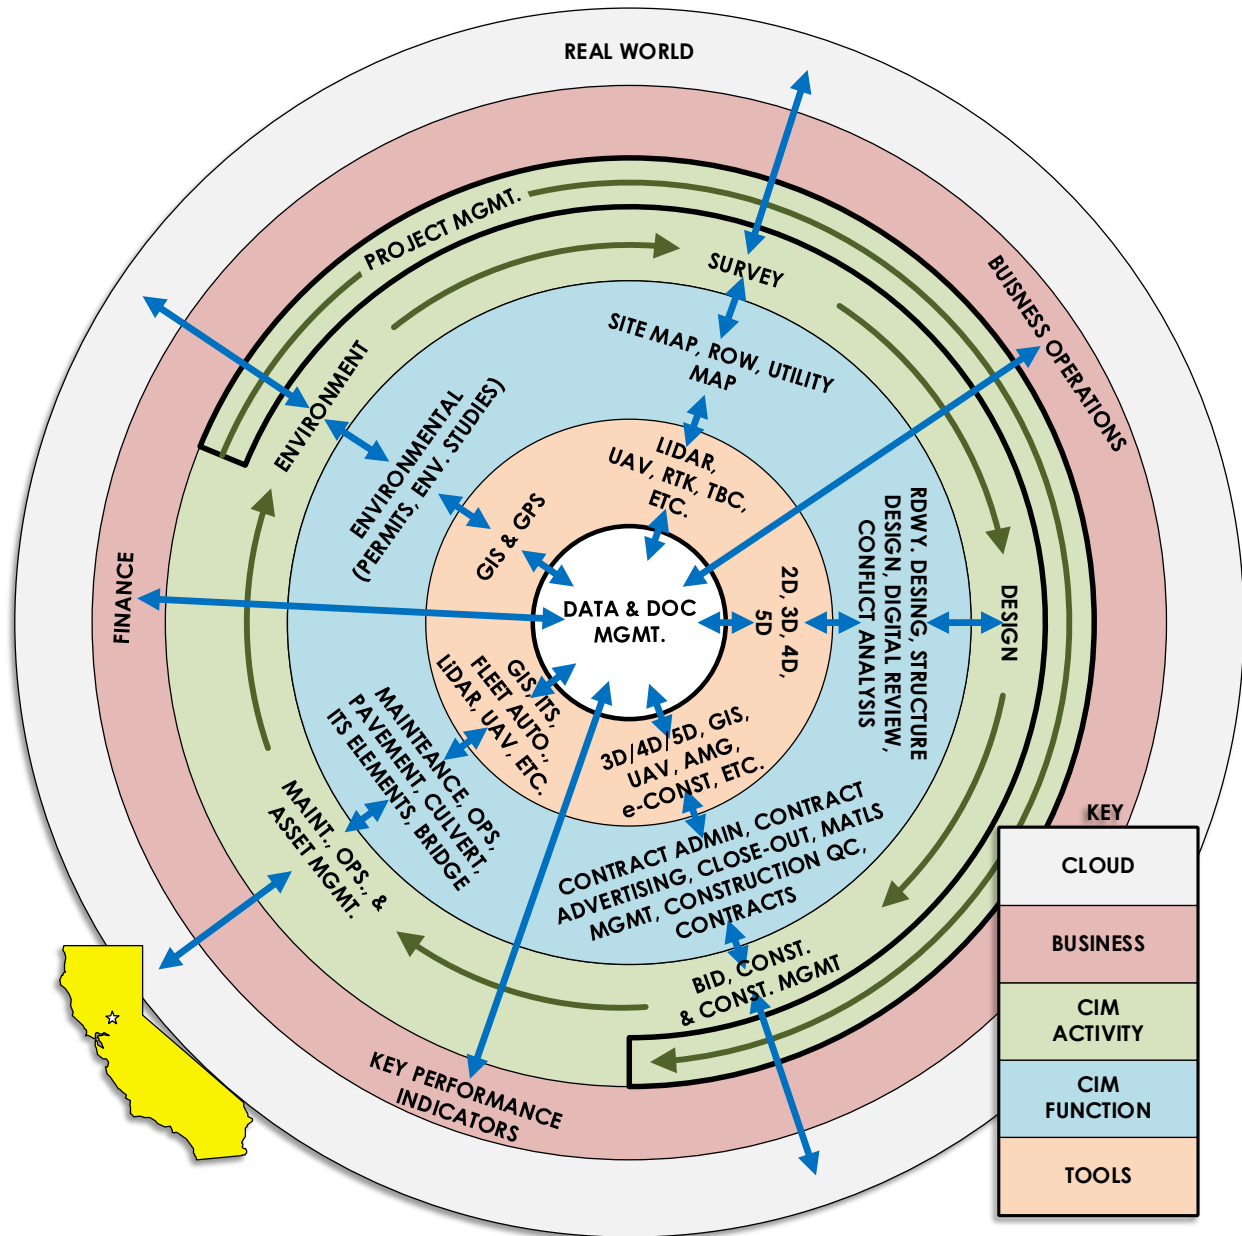 REAL WORLD
PROJECT MGMT.
SURVEY
BUISNESS OPERATIONS
SITE MAP, ROW, UTILITY
MAP
ENVIRONMENT
ENVIRONMENTAL
(PERMITS, ENV. STUDIES)
LIDAR,
UAV, RTK, TBC,
ETC.
GIS & GPS
RDWY. DESING, STRUCTURE
DESIGN, DIGITAL REVIEW,
CONFLICT ANALYSIS
2D, 3D, 4D,
5D
DESIGN
FINANCE
DATA & DOC
MGMT.
GIS, ITS,
FLEET AUTO.,
LiDAR, UAV, ETC.
MAINTEANCE, OPS,
PAVEMENT, CULVERT,
ITS ELEMENTS, BRIDGE
3D/4D/5D, GIS,
UAV, AMG,
e-CONST, ETC.
MAINT., OPS., &
ASSET MGMT.
CONTRACT ADMIN, CONTRACT
ADVERTISING, CLOSE-OUT, MATLS
MGMT, CONSTRUCTION QC,
CONTRACTS
BID, CONST.
& CONST. MGMT
KEY PERFORMANCE
INDICATORS
KEY
CLOUD
BUSINESS
CIM
ACTIVITY
CIM
FUNCTION
TOOLS